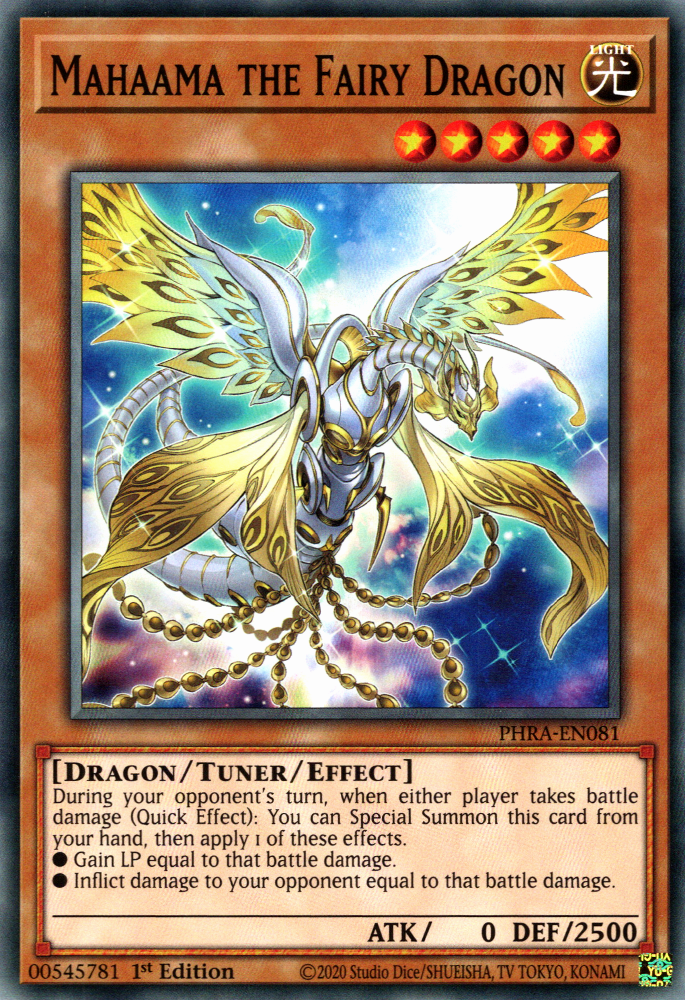 MAHAAMA THE FAIRY DRAGON
LIGHT
光
PHRA-EN081
[DRAGON/TUNER/EFFECT]
During your opponent's turn, when either player takes battle
damage (Quick Effect): You can Special Summon this card from
your hand, then apply 1 of these effects.
● Gain LP equal to that battle damage.
● Inflict damage to your opponent equal to that battle damage.
ATK/ 0 DEF/2500
00545781 1st Edition ©2020 Studio Dice/SHUEISHA, TV TOKYO, KONAMI